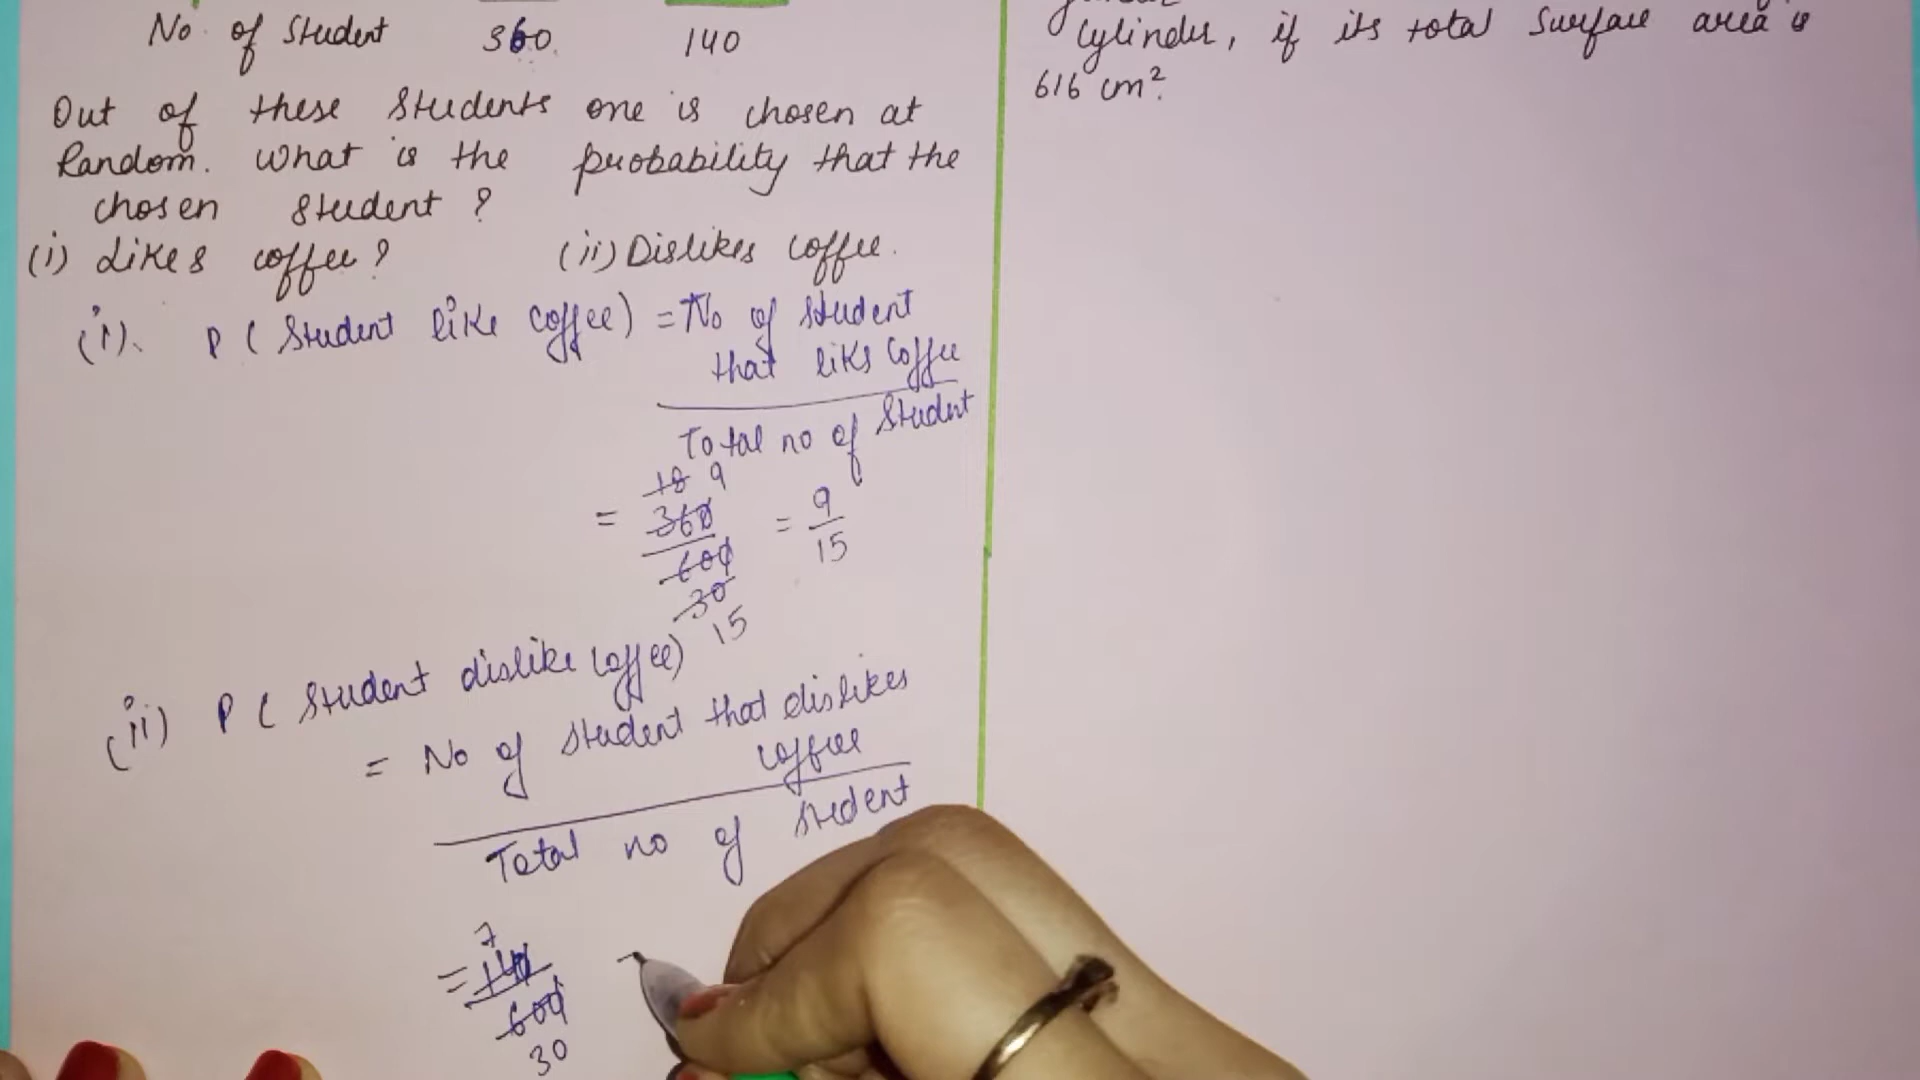 No. of Student 360. 140
Out of these Students one is chosen at
Random. What is the probability that the
chosen Student ?
(i) Likes coffee? (ii) Dislikes coffee.
(i). P ( Student like coffee) = No of Student
that liks Coffee
Total no of Student
18 9
= 360 = 9
600 15
30
15
(ii) P ( Student dislike coffee)
= No of Student that dislikes
coffee
Total no of student
7
= 140
600
30
cylinder, if its total Surface area is
616 cm²?